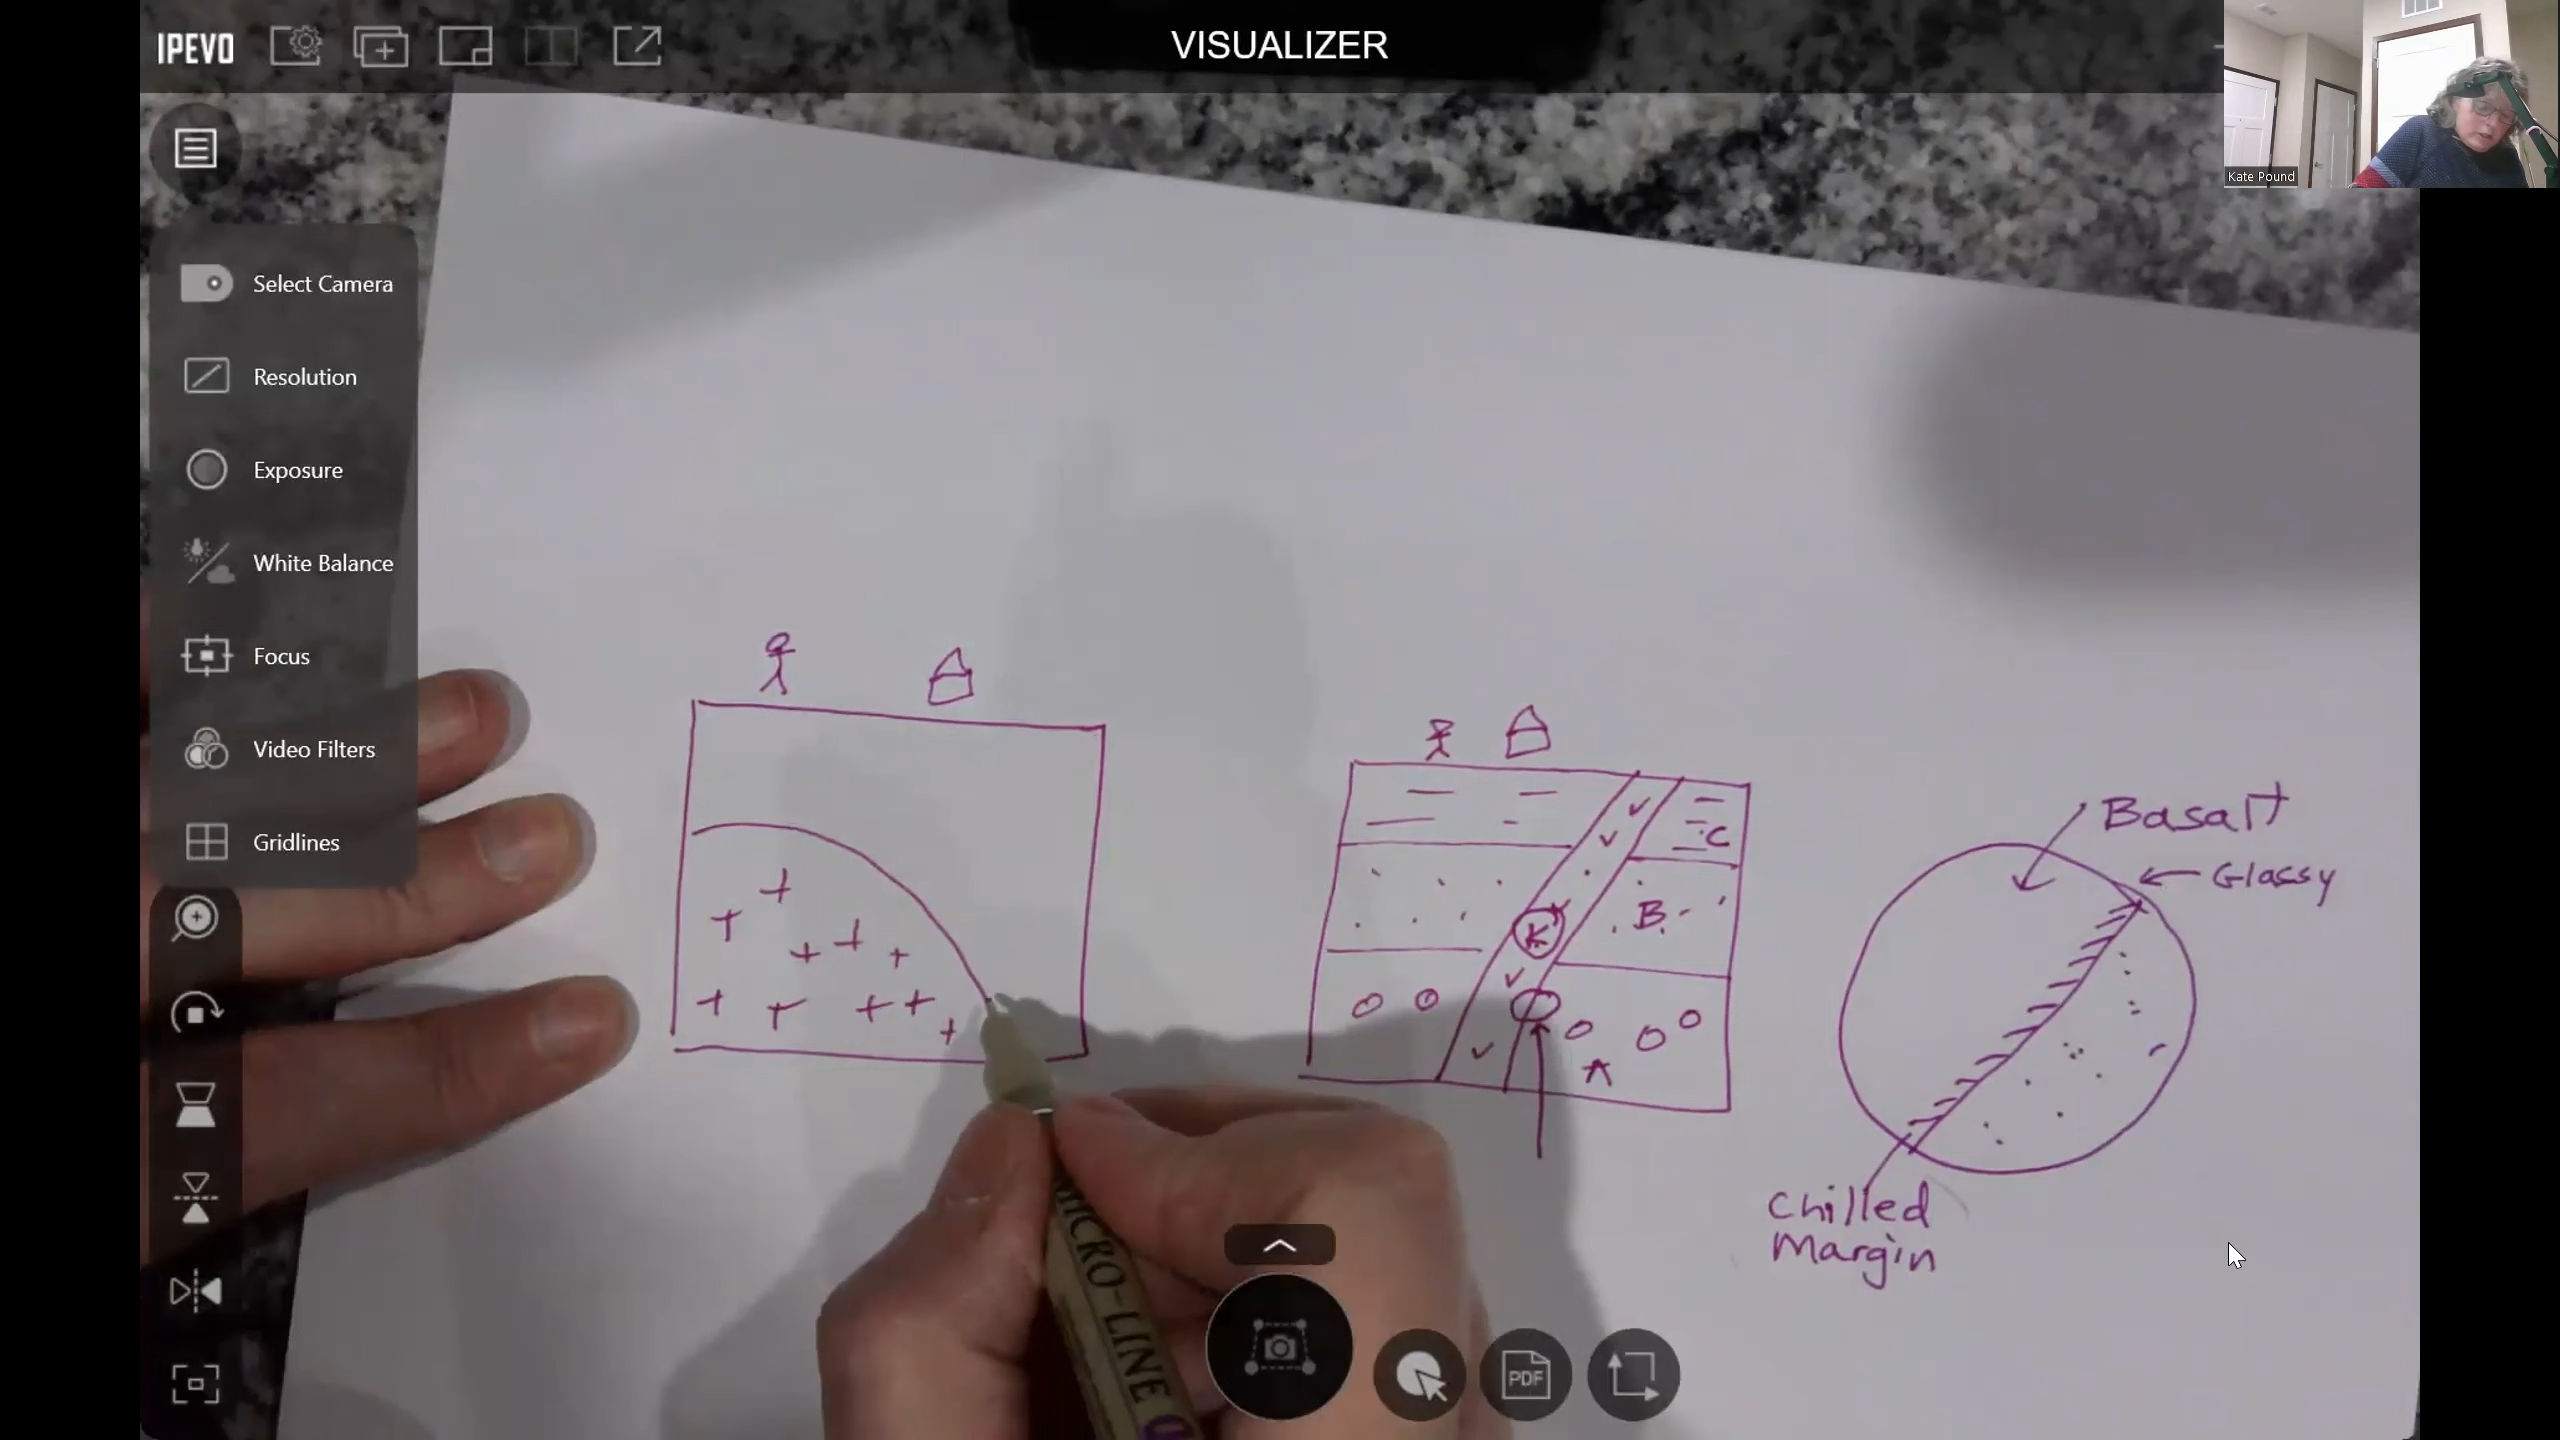 IPEVO
VISUALIZER
Kate Pound
Select Camera
Resolution
Exposure
White Balance
Focus
Video Filters
Gridlines
C
B
K
A
Basalt
Glassy
Chilled
Margin
MICRO-LINE
PDF